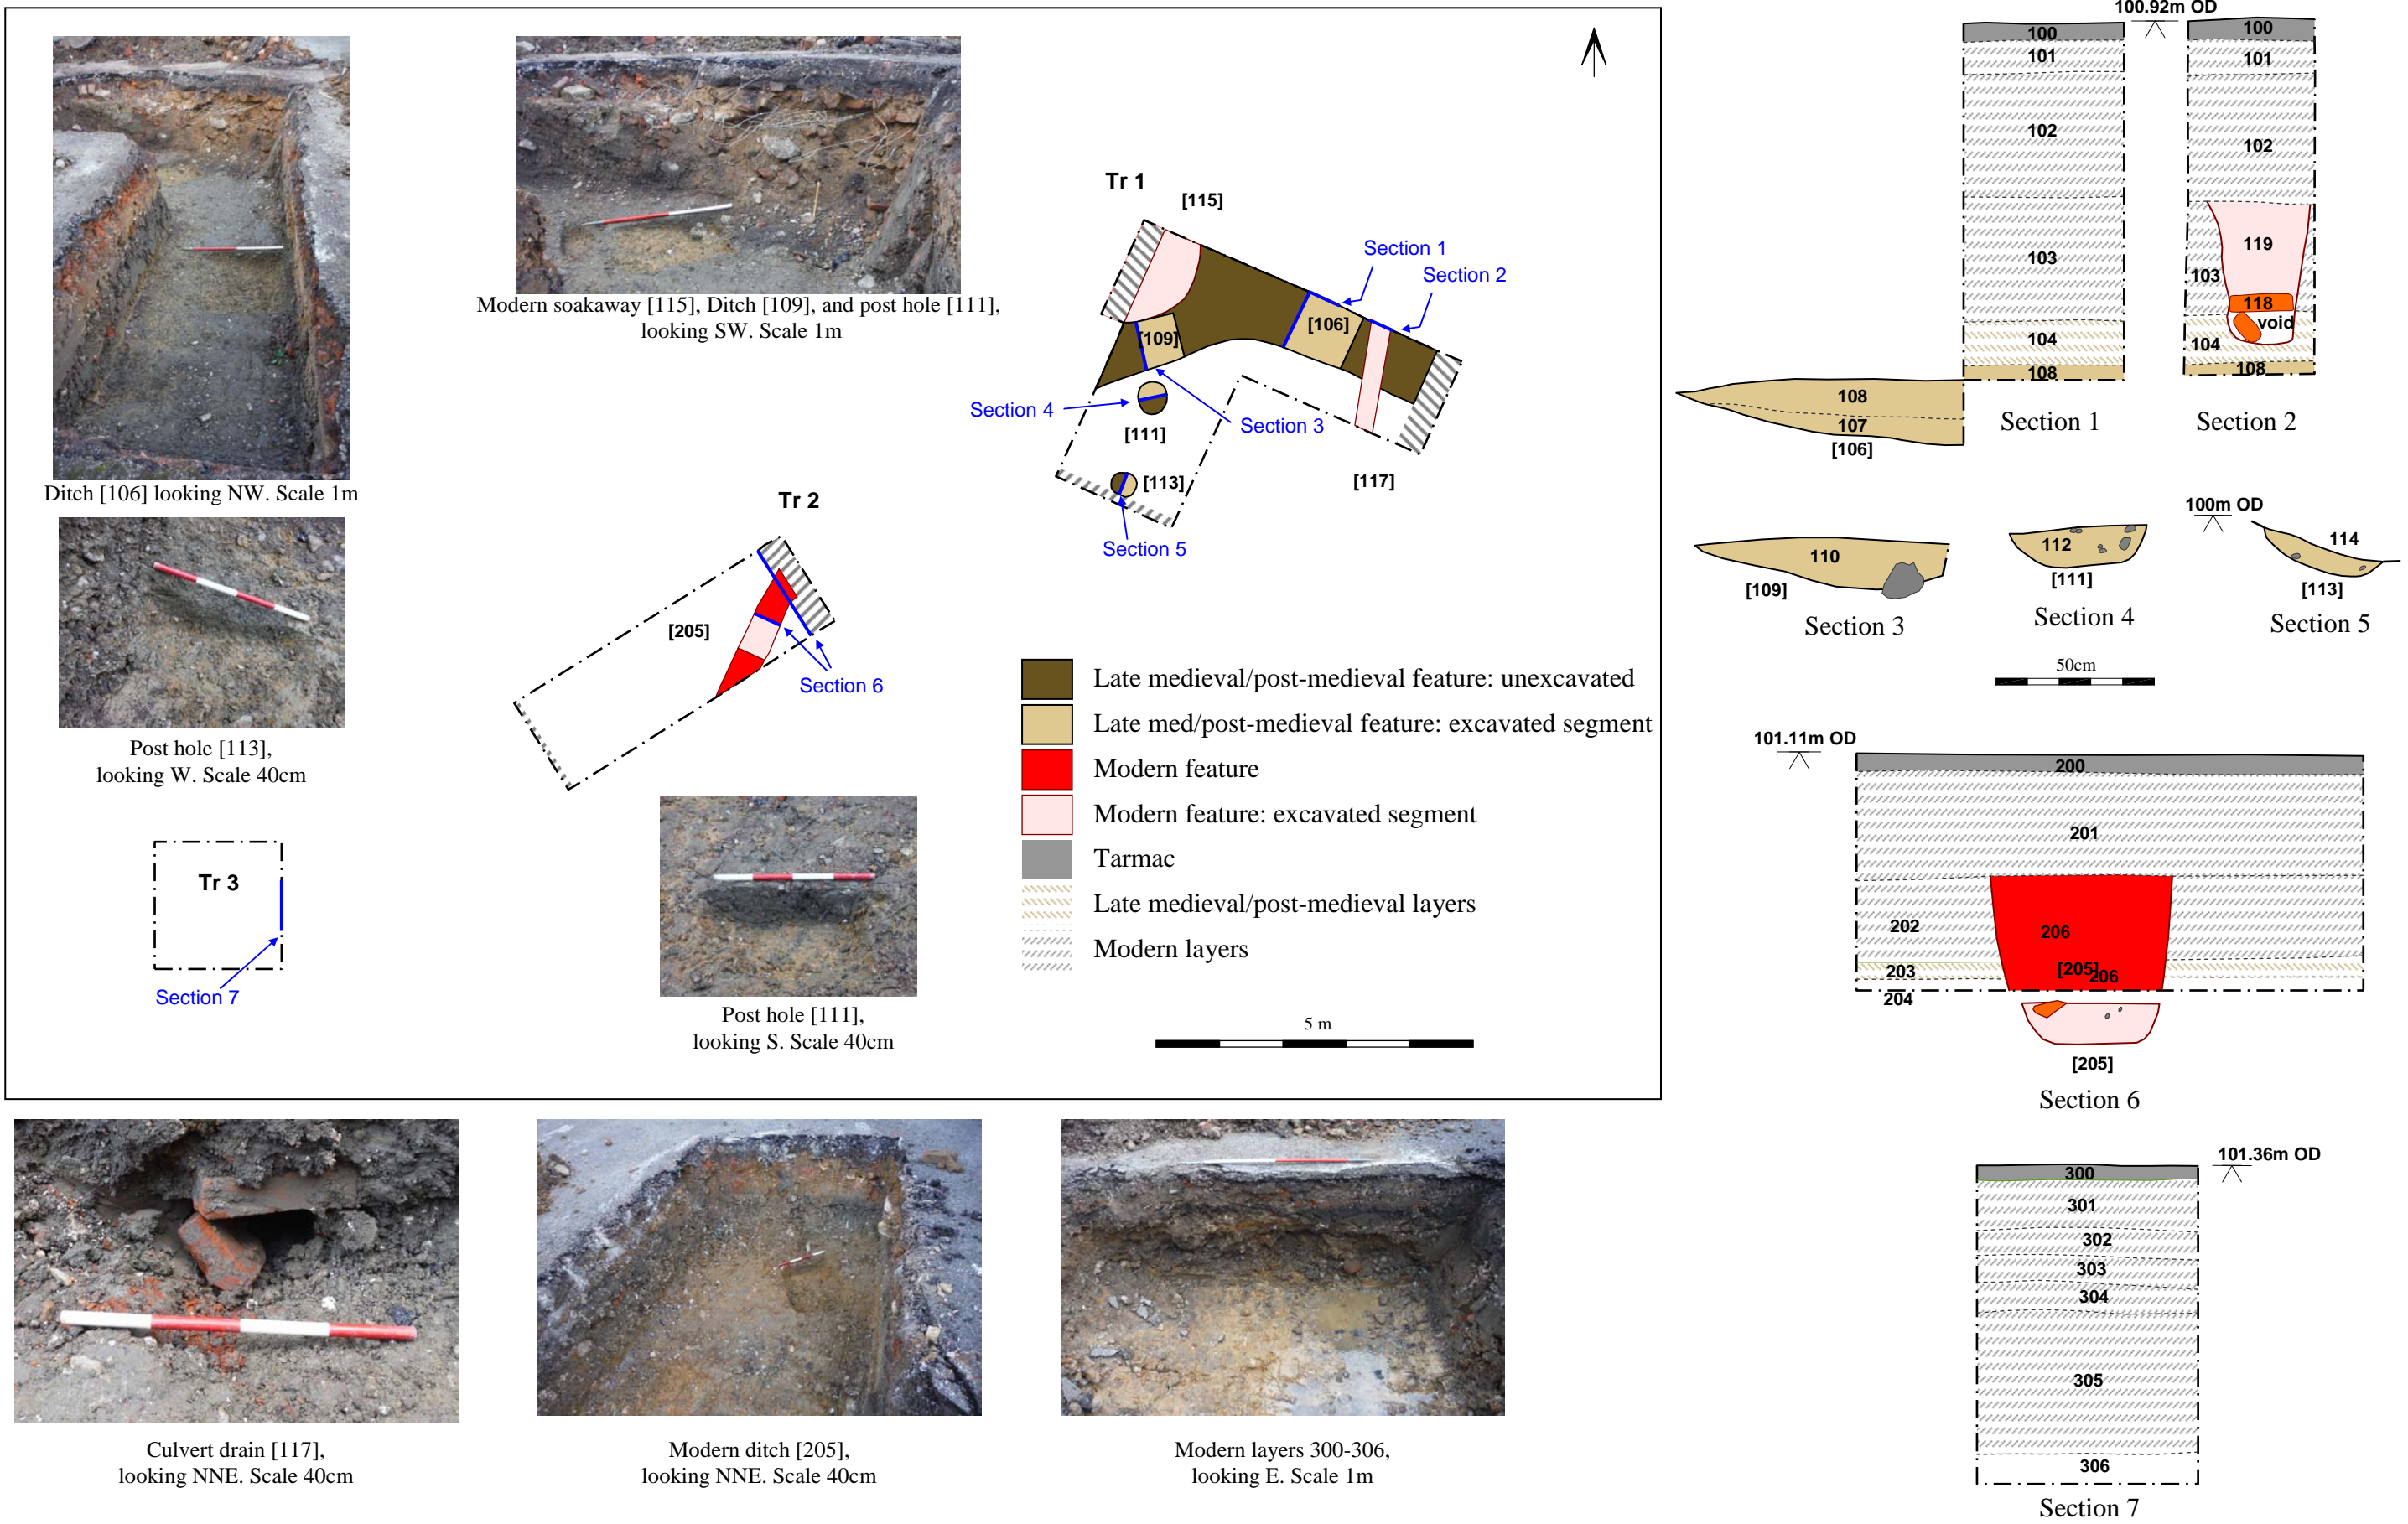 Ditch [106] looking NW. Scale 1m
Modern soakaway [115], Ditch [109], and post hole [111],
looking SW. Scale 1m
Post hole [113],
looking W. Scale 40cm
Tr 1
[115]
Section 1
Section 2
[106]
[109]
Section 4
[111]
Section 3
[113]
[117]
Section 5
Tr 2
[205]
Section 6
Tr 3
Section 7
Post hole [111],
looking S. Scale 40cm
Late medieval/post-medieval feature: unexcavated
Late med/post-medieval feature: excavated segment
Modern feature
Modern feature: excavated segment
Tarmac
Late medieval/post-medieval layers
Modern layers
5 m
Culvert drain [117],
looking NNE. Scale 40cm
Modern ditch [205],
looking NNE. Scale 40cm
Modern layers 300-306,
looking E. Scale 1m
100.92m OD
100
101
102
103
104
108
108
107
[106]
Section 1
100
101
102
119
103
118
void
104
108
Section 2
110
[109]
Section 3
112
[111]
Section 4
100m OD
114
[113]
Section 5
50cm
101.11m OD
200
201
202
206
203
[205]
206
204
[205]
Section 6
101.36m OD
300
301
302
303
304
305
306
Section 7